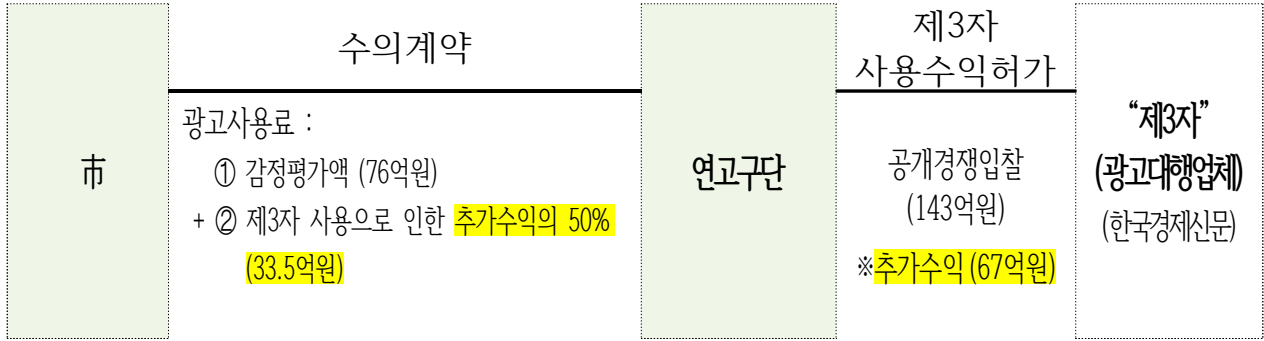 市
수의계약
광고사용료 :
① 감정평가액 (76억원)
+ ② 제3자 사용으로 인한 추가수익의 50%
(33.5억원)
연고구단
제3자
사용수익허가
공개경쟁입찰
(143억원)
※추가수익 (67억원)
“제3자”
(광고대행업체)
(한국경제신문)